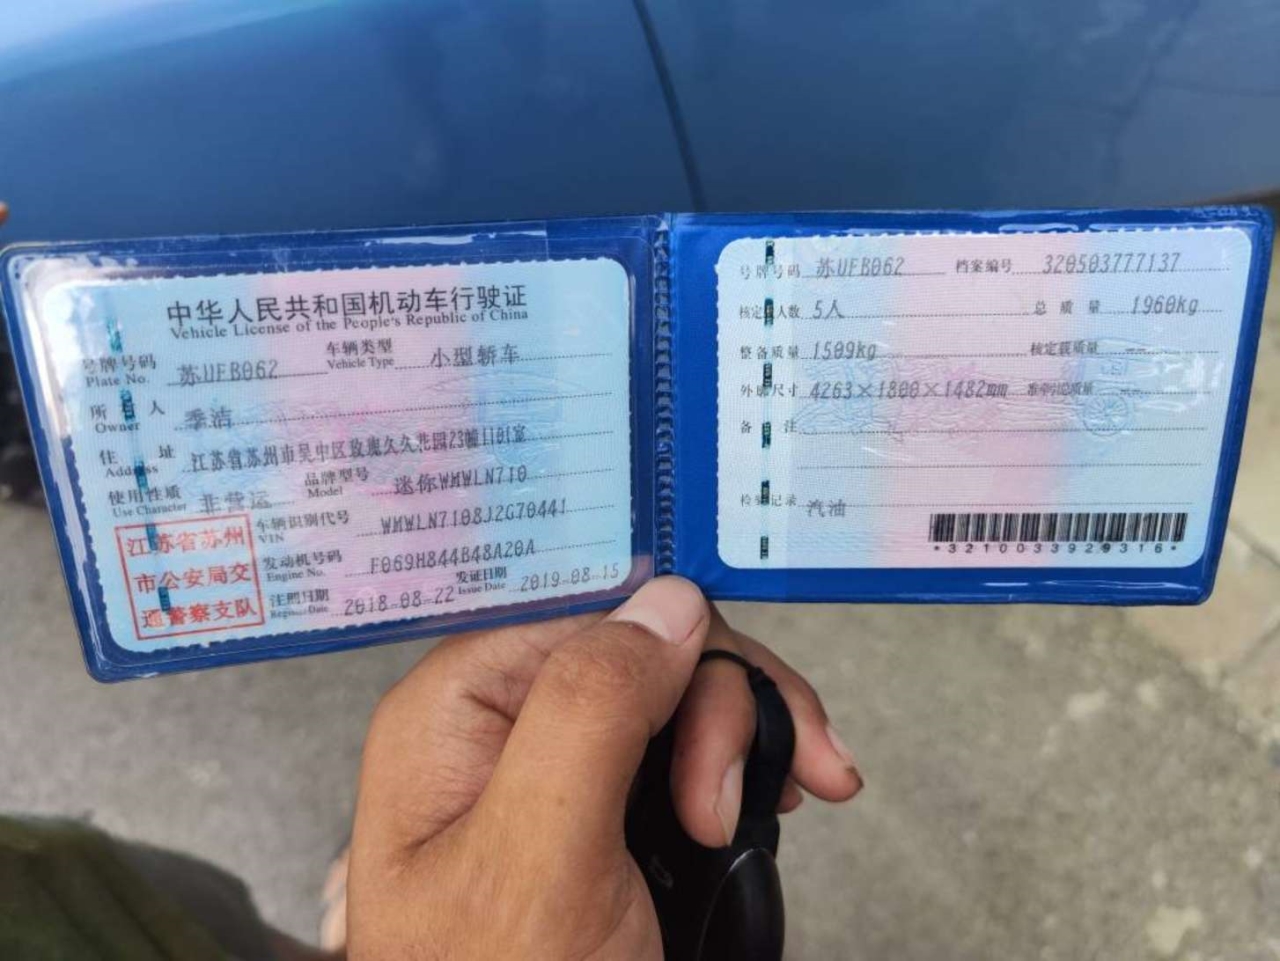 中华人民共和国机动车行驶证
Vehicle License of the People's Republic of China
号牌号码 苏UFB062 车辆类型 小型轿车
Plate No. Vehicle Type
所有人 季洁
Owner
住址 江苏省苏州市吴中区玫瑰久久花园23幢1101室
Address
使用性质 非营运 品牌型号 迷你WMWLN710
Use Character Model
车辆识别代号 WMWLN7108J2G70441
VIN
发动机号码 F069H844B48A20A
Engine No.
注册日期 2018-08-22 发证日期 2019-08-15
Register Date Issue Date
江苏省苏州
市公安局交
通警察支队
号牌号码 苏UFB062 档案编号 320503777137
核定载人数 5人 总质量 1960kg
整备质量 1509kg 核定载质量 --
外廓尺寸 4263×1800×1482mm 准牵引总质量 --
备注
检验记录 汽油
*3210033929316*